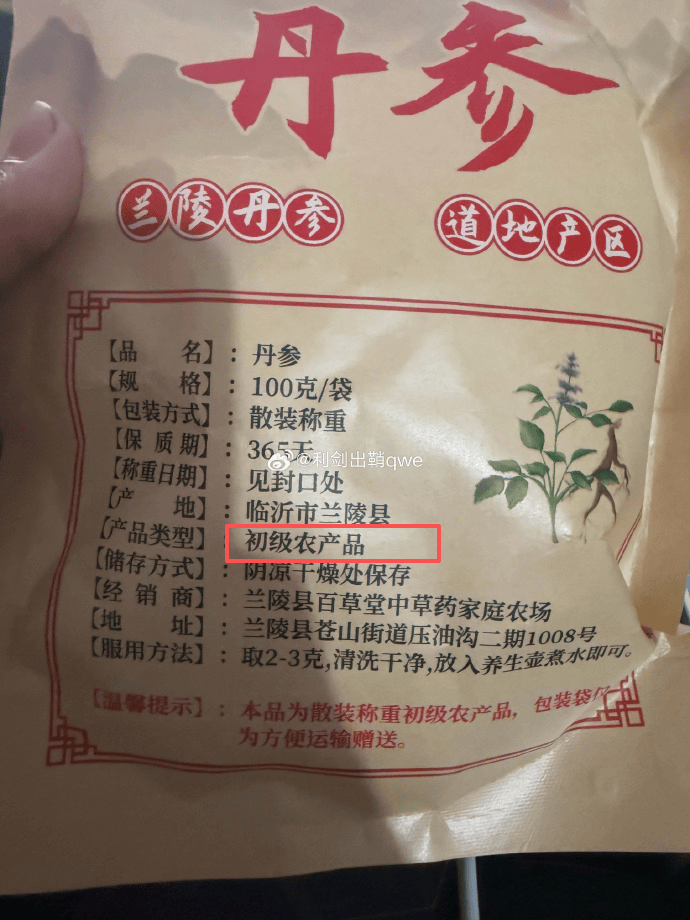 丹参
兰陵丹参 道地产区
【品 名】：丹参
【规 格】：100克/袋
【包装方式】：散装称重
【保 质 期】：365天
@利剑出鞘qwe
【称重日期】：见封口处
【产 地】：临沂市兰陵县
【产品类型】：初级农产品
【储存方式】：阴凉干燥处保存
【经 销 商】：兰陵县百草堂中草药家庭农场
【地 址】：兰陵县苍山街道压油沟二期1008号
【服用方法】：取2-3克,清洗干净,放入养生壶煮水即可。
【温馨提示】：本品为散装称重初级农产品，包装袋仅
为方便运输赠送。